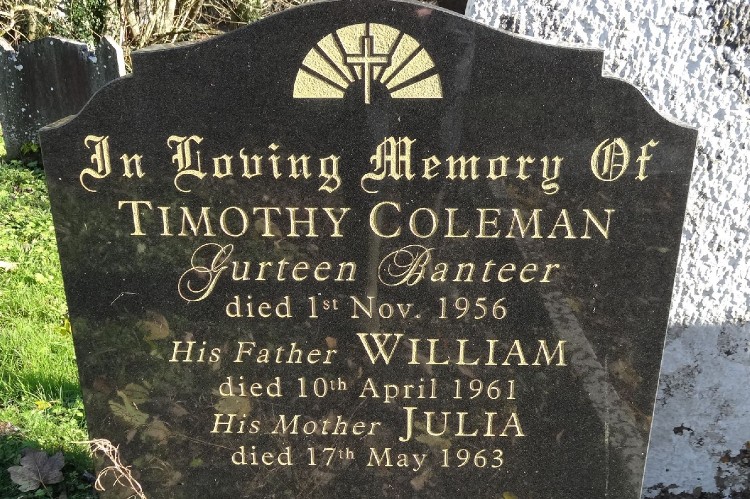 In Loving Memory Of
TIMOTHY COLEMAN
Gurteen Banteer
died 1st Nov. 1956
His Father WILLIAM
died 10th April 1961
His Mother JULIA
died 17th May 1963